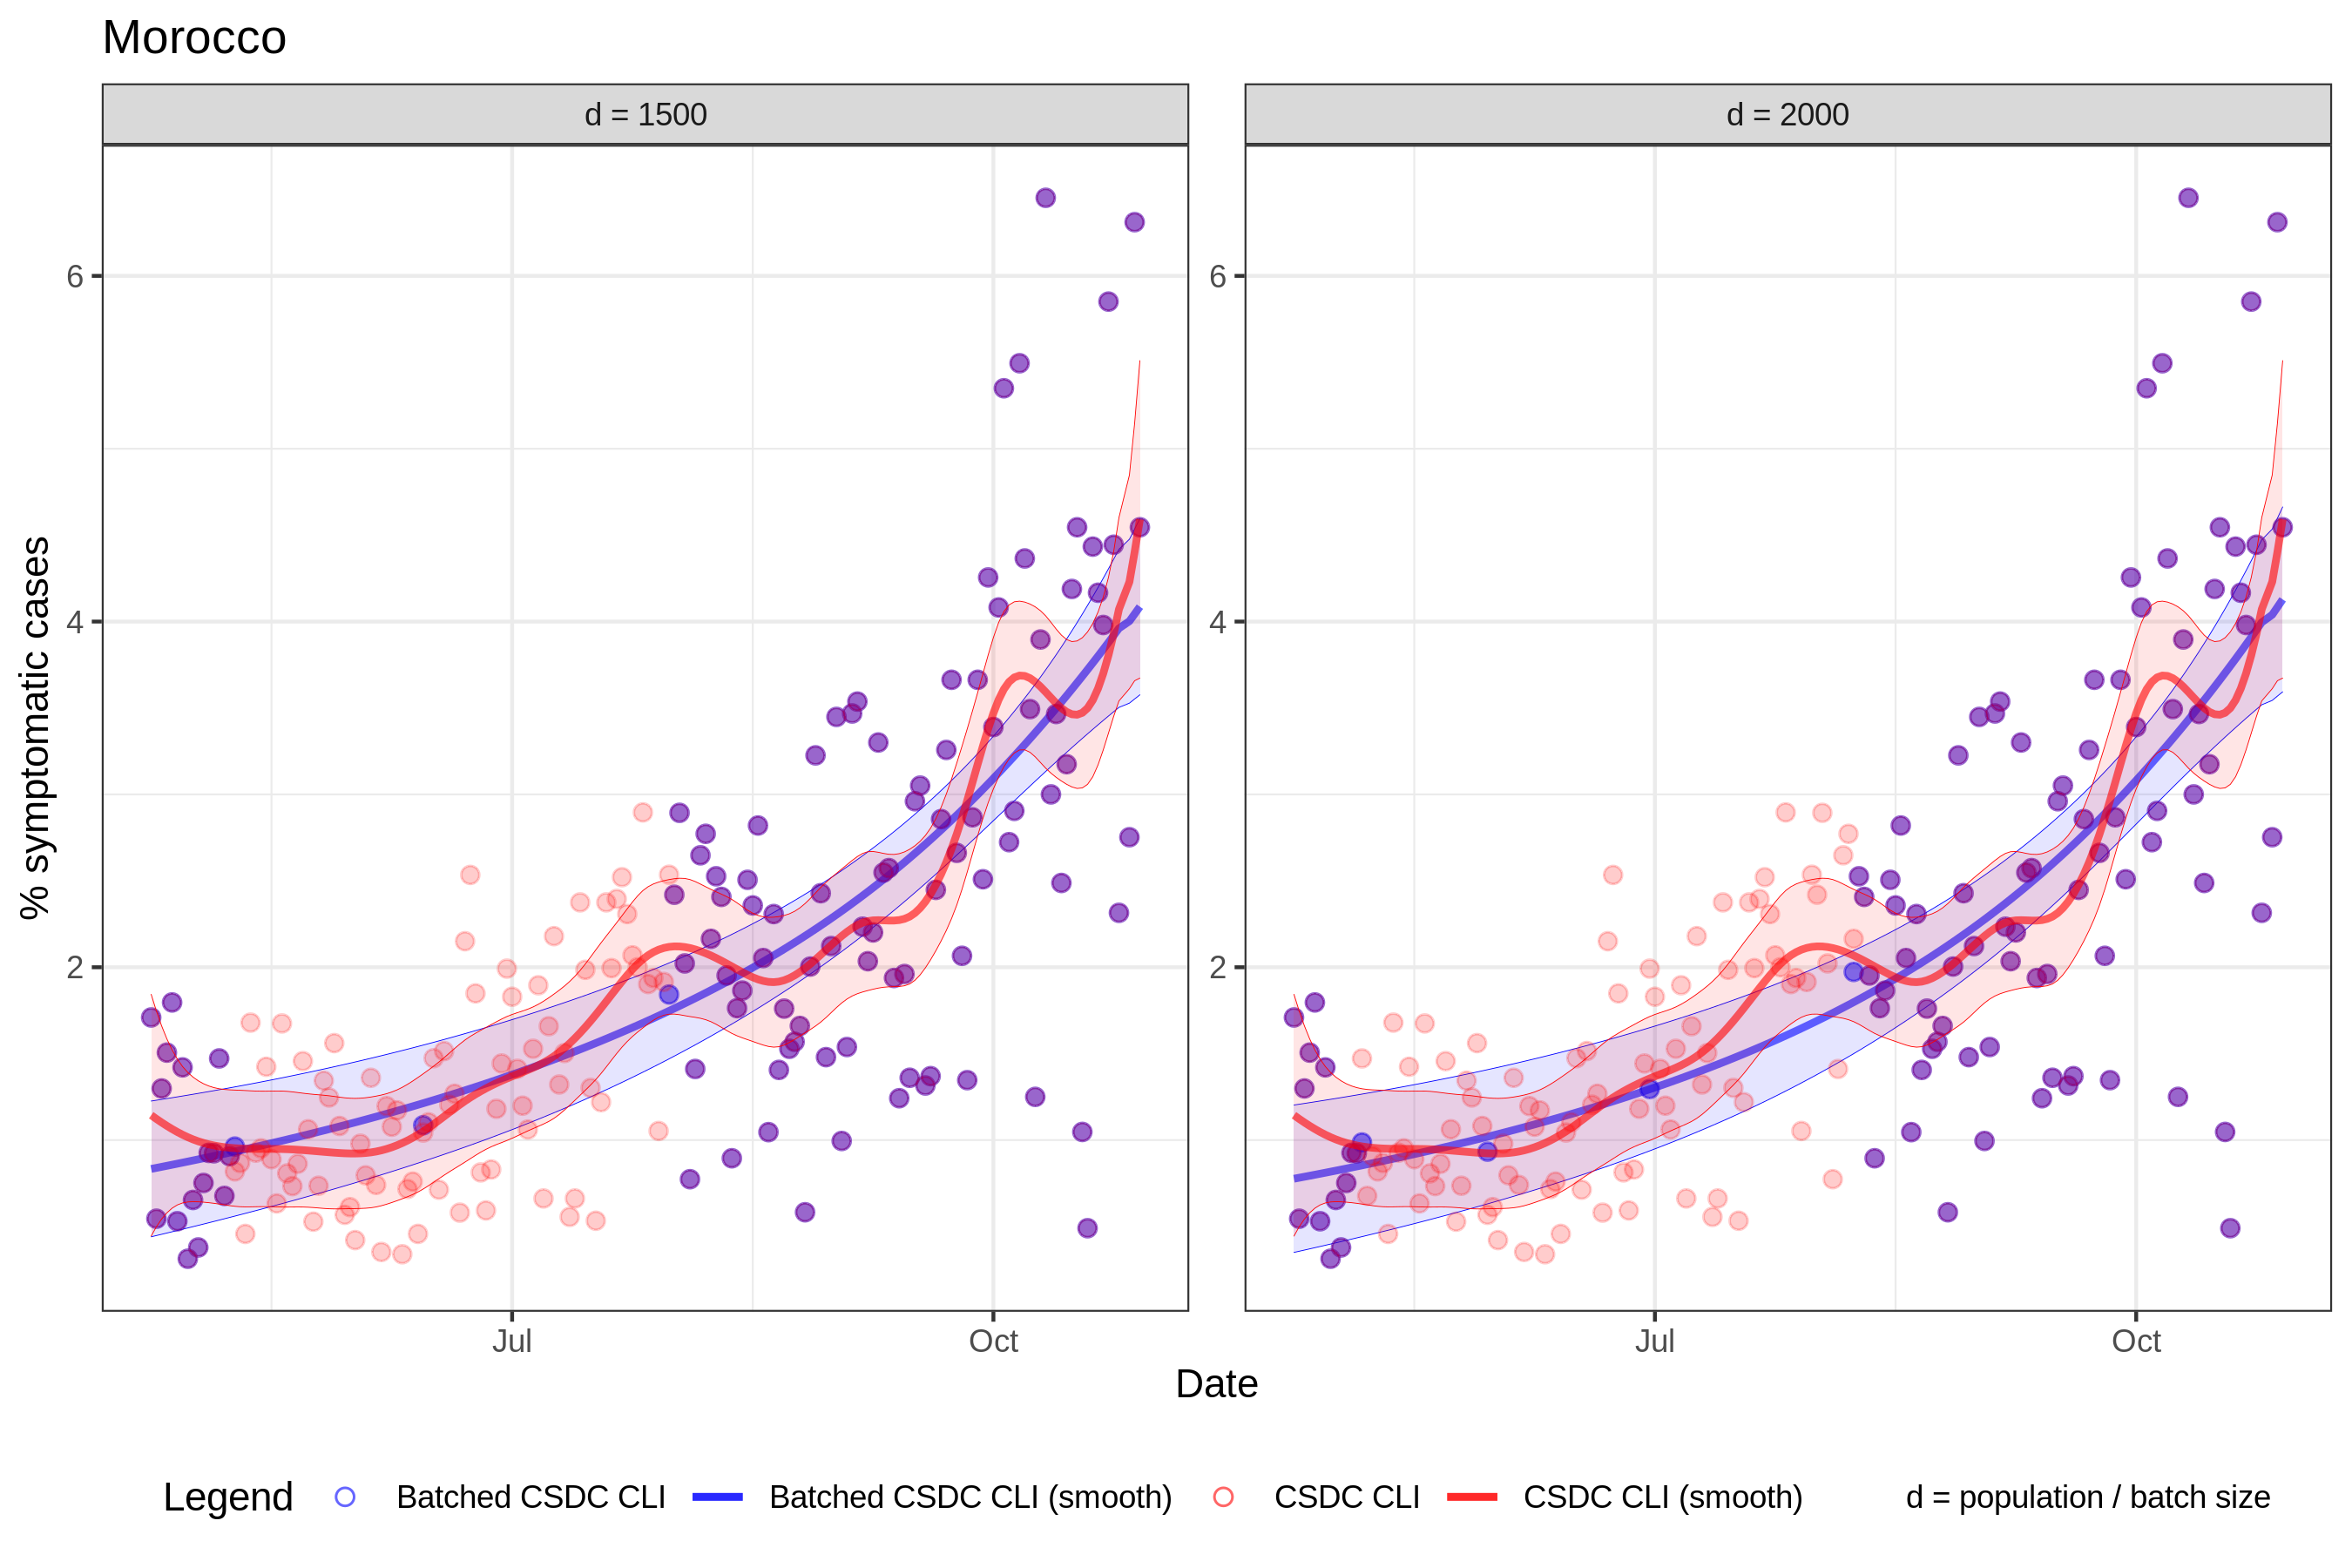 Morocco
d = 1500
d = 2000
% symptomatic cases
6
4
2
6
4
2
Jul
Oct
Jul
Oct
Date
Legend
Batched CSDC CLI
Batched CSDC CLI (smooth)
CSDC CLI
CSDC CLI (smooth)
d = population / batch size